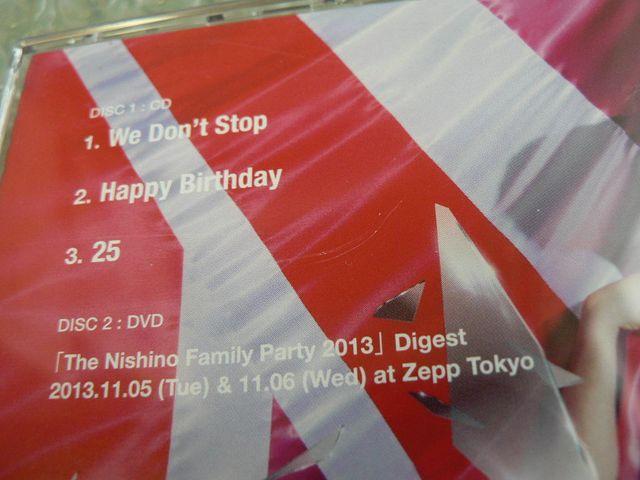 DISC 1 : CD
1. We Don't Stop
2. Happy Birthday
3. 25
DISC 2 : DVD
「The Nishino Family Party 2013」 Digest
2013.11.05 (Tue) & 11.06 (Wed) at Zepp Tokyo